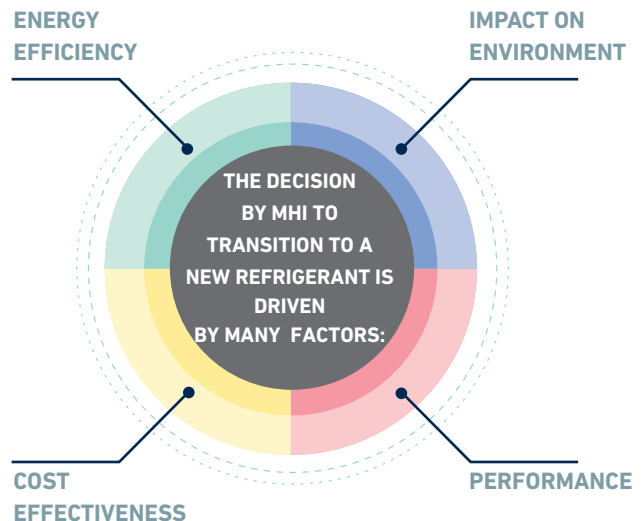 ENERGY
EFFICIENCY
IMPACT ON
ENVIRONMENT
THE DECISION
BY MHI TO
TRANSITION TO A
NEW REFRIGERANT IS
DRIVEN
BY MANY FACTORS:
COST
EFFECTIVENESS
PERFORMANCE